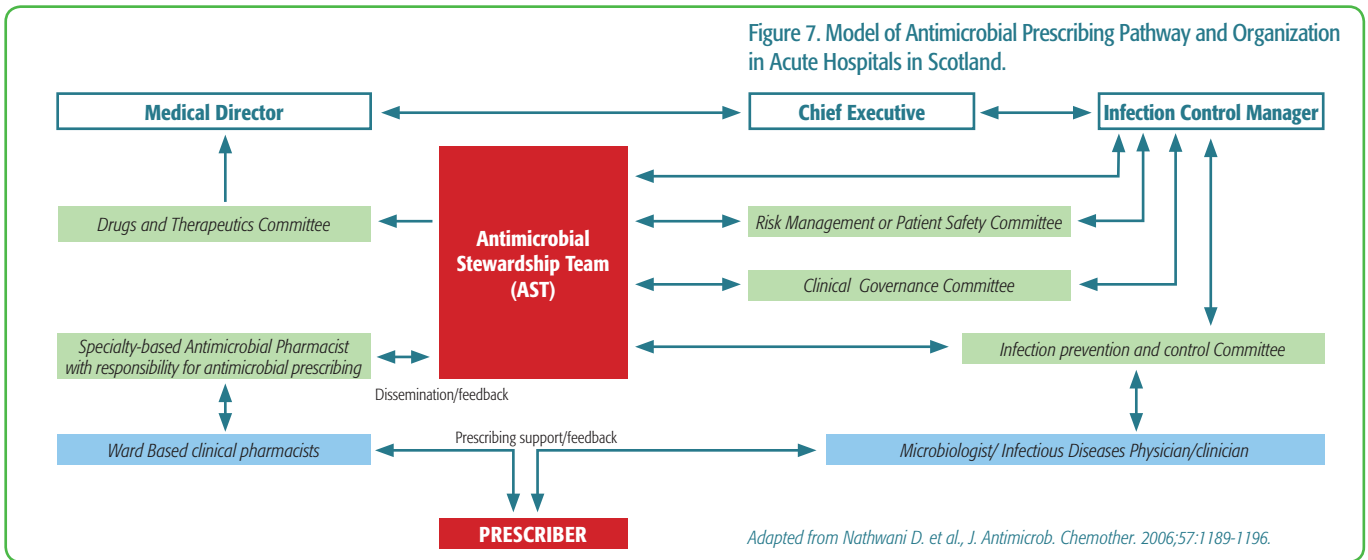 Figure 7. Model of Antimicrobial Prescribing Pathway and Organization
in Acute Hospitals in Scotland.
Medical Director
Chief Executive
Infection Control Manager
Drugs and Therapeutics Committee
Antimicrobial
Stewardship Team
(AST)
Risk Management or Patient Safety Committee
Clinical Governance Committee
Specialty-based Antimicrobial Pharmacist
with responsibility for antimicrobial prescribing
Infection prevention and control Committee
Dissemination/feedback
Prescribing support/feedback
Ward Based clinical pharmacists
Microbiologist/ Infectious Diseases Physician/clinician
PRESCRIBER
Adapted from Nathwani D. et al., J. Antimicrob. Chemother. 2006;57:1189-1196.